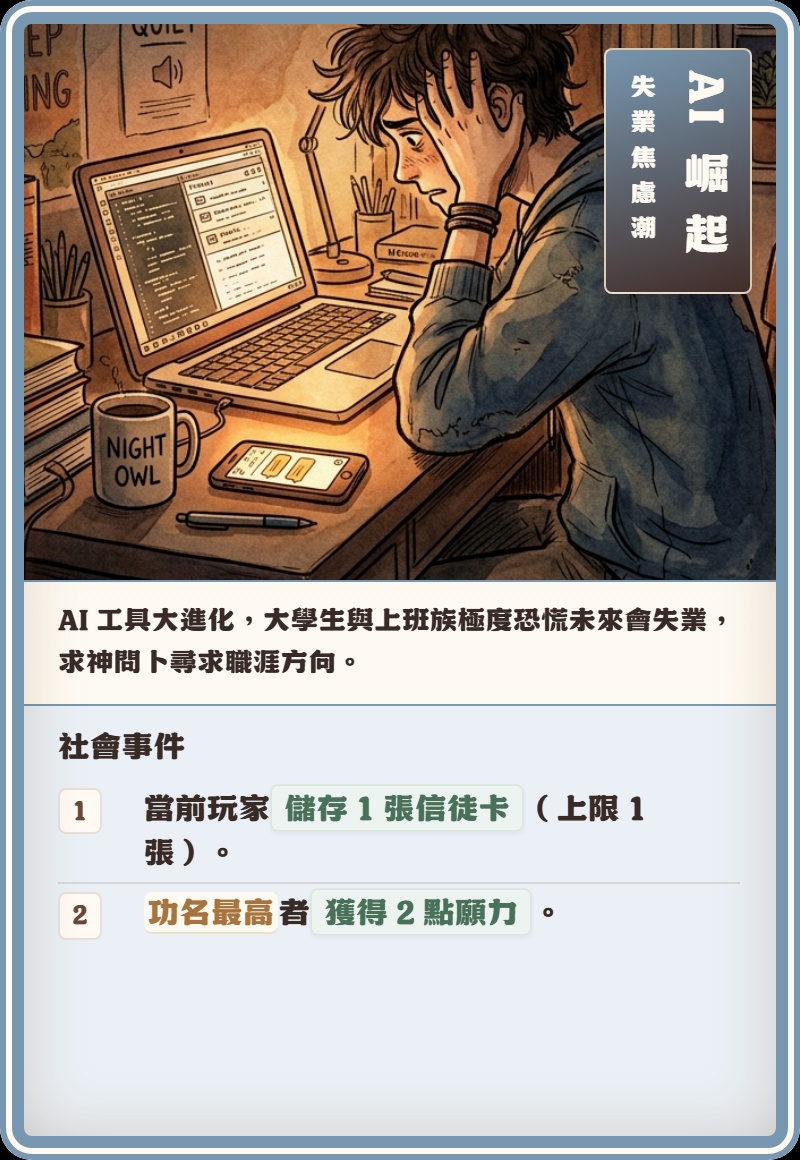 EEP
ING
QUIET
AI 崛起
失業焦慮潮
NIGHT
OWL
AI 工具大進化，大學生與上班族極度恐慌未來會失業，
求神問卜尋求職涯方向。
社會事件
1 當前玩家 儲存 1 張信徒卡（上限 1
張）。
2 功名最高者 獲得 2 點願力。